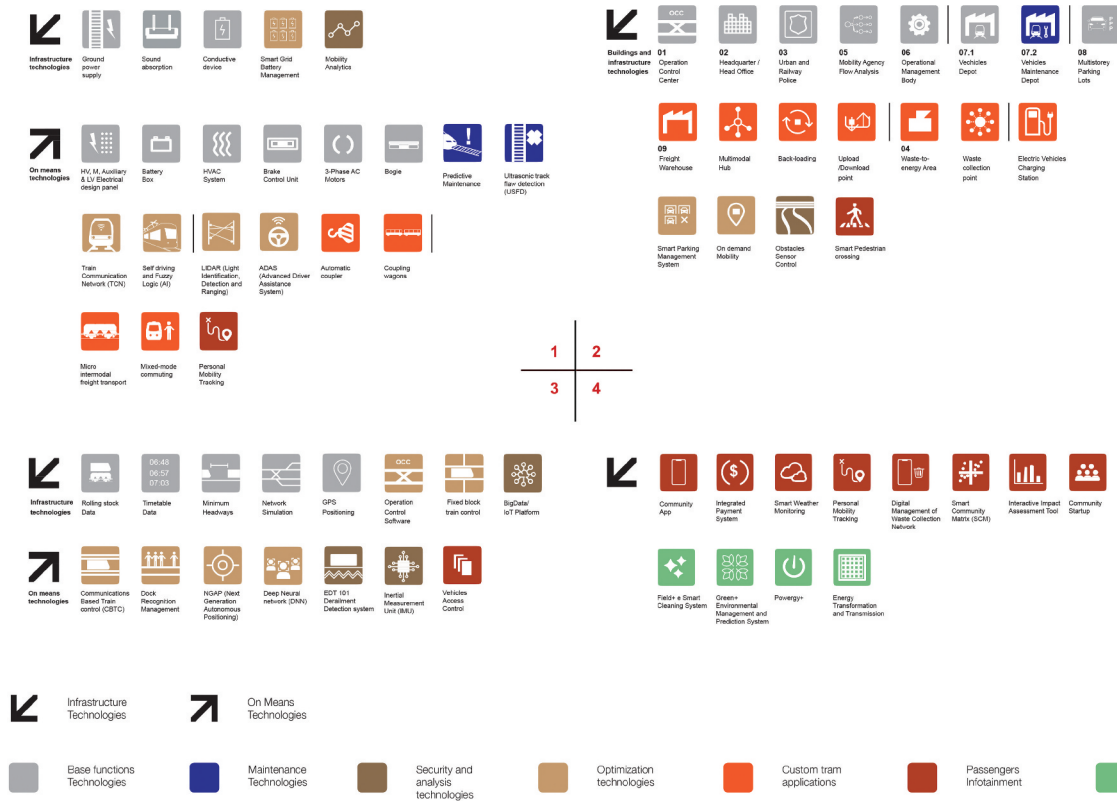 Infrastructure
technologies
Ground
power
supply
Sound
absorption
Conductive
device
Smart Grid
Battery
Management
Mobility
Analytics
On means
technologies
HV, M, Auxiliary
& LV Electrical
design panel
Battery
Box
HVAC
System
Brake
Control Unit
3-Phase AC
Motors
Bogie
Predictive
Maintenance
Ultrasonic track
flaw detection
(USFD)
Train
Communication
Network (TCN)
Self driving
and Fuzzy
Logic (AI)
LIDAR (Light
Identification,
Detection and
Ranging)
ADAS
(Advanced Driver
Assistance
System)
Automatic
coupler
Coupling
wagons
Micro
intermodal
freight transport
Mixed-mode
commuting
Personal
Mobility
Tracking
Buildings and
infrastructure
technologies
OCC
01
Operation
Control
Center
02
Headquarter /
Head Office
03
Urban and
Railway
Police
05
Mobility Agency
Flow Analysis
06
Operational
Management
Body
07.1
Vechicles
Depot
07.2
Vehicles
Maintenance
Depot
08
Multistorey
Parking
Lots
09
Freight
Warehouse
Multimodal
Hub
Back-loading
Upload
/Download
point
04
Waste-to-
energy Area
Waste
collection
point
Electric Vehicles
Charging
Station
Smart Parking
Management
System
On demand
Mobility
Obstacles
Sensor
Control
Smart Pedestrian
crossing
1
2
3
4
Infrastructure
technologies
Rolling stock
Data
06:48
06:57
07:03
Timetable
Data
Minimum
Headways
Network
Simulation
GPS
Positioning
OCC
Operation
Control
Software
Fixed block
train control
BigData/
IoT Platform
On means
technologies
Communications
Based Train
control (CBTC)
Dock
Recognition
Management
NGAP (Next
Generation
Autonomous
Positioning)
Deep Neural
network (DNN)
EDT 101
Derailment
Detection system
Inertial
Measurement
Unit (IMU)
Vehicles
Access
Control
Community
App
($)
Integrated
Payment
System
Smart Weather
Monitoring
Personal
Mobility
Tracking
Digital
Management of
Waste Collection
Network
Smart
Community
Matrix (SCM)
Interactive Impact
Assessment Tool
Community
Startup
Field+ e Smart
Cleaning System
Green+
Environmental
Management and
Prediction System
Powergy+
Energy
Transformation
and Transmission
Infrastructure
Technologies
On Means
Technologies
Base functions
Technologies
Maintenance
Technologies
Security and
analysis
technologies
Optimization
technologies
Custom tram
applications
Passengers
Infotainment